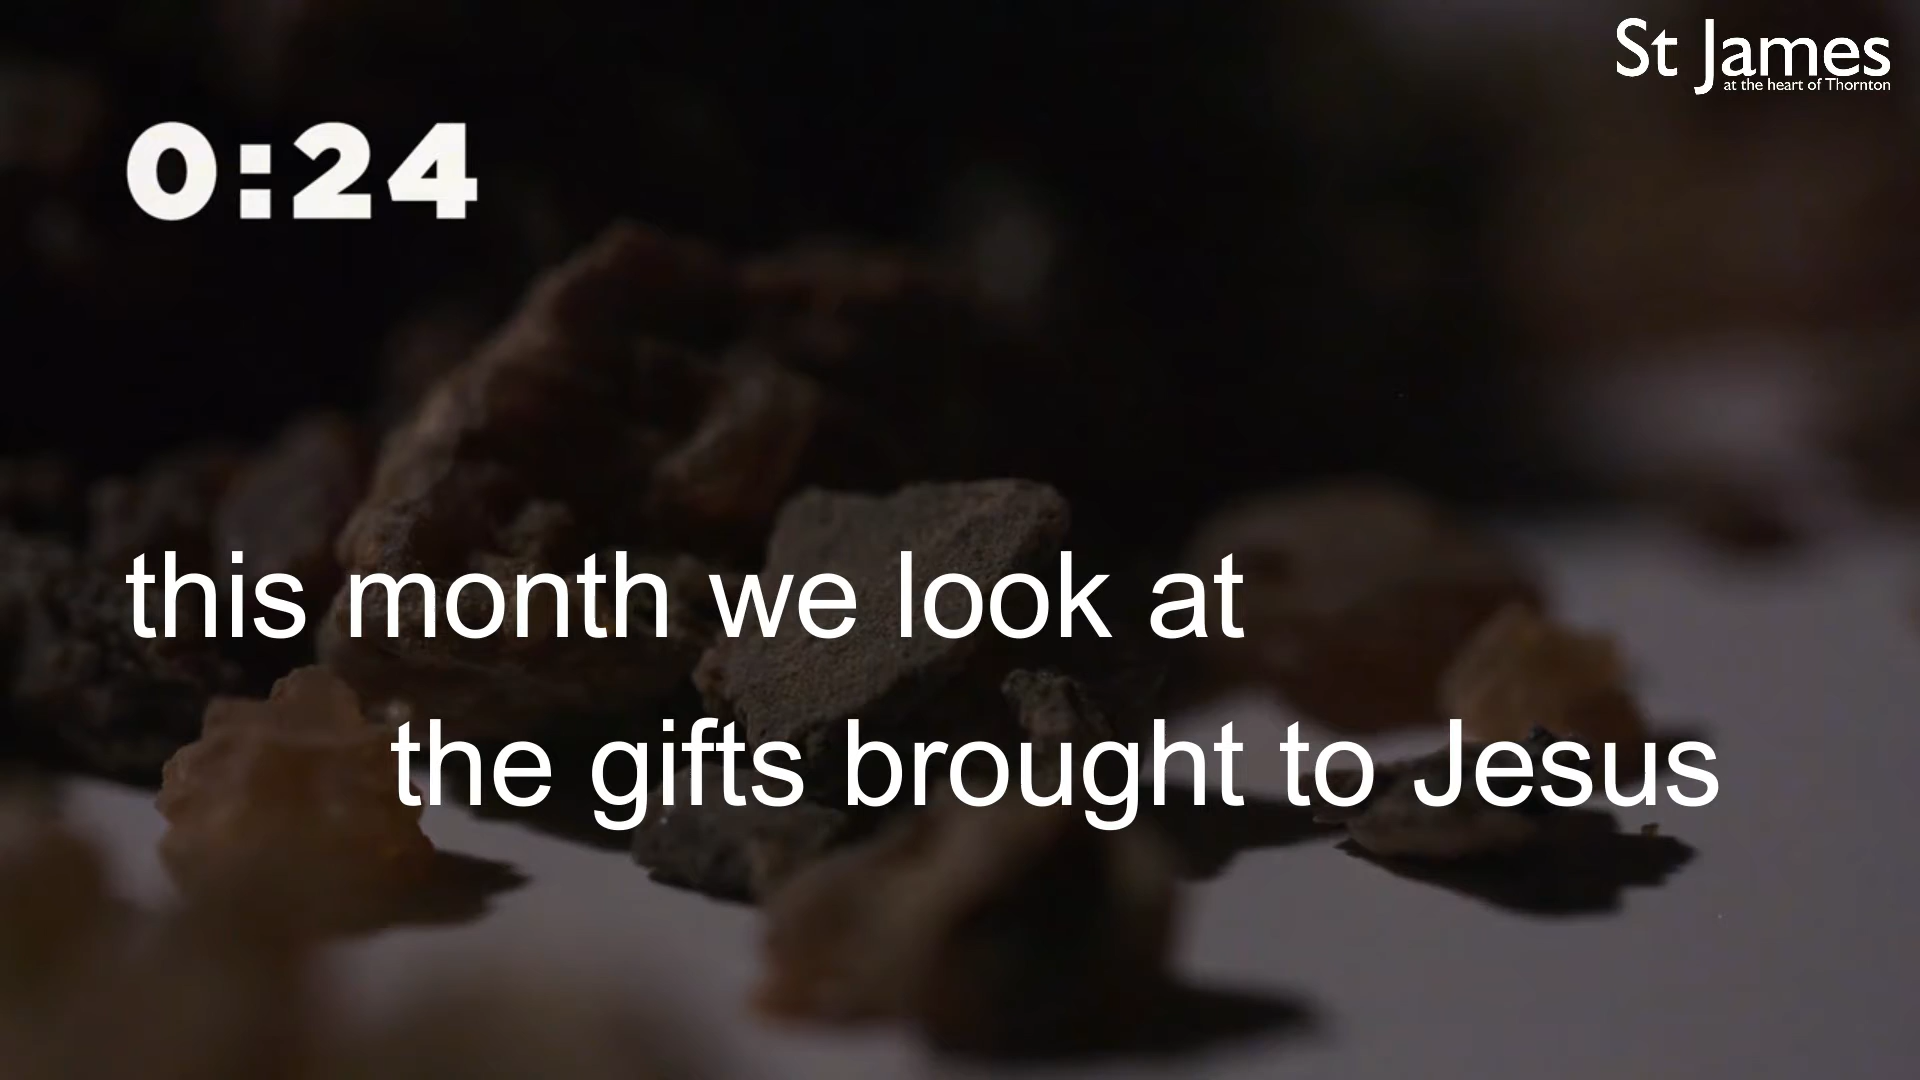 St James
at the heart of Thornton
0:24
this month we look at
the gifts brought to Jesus